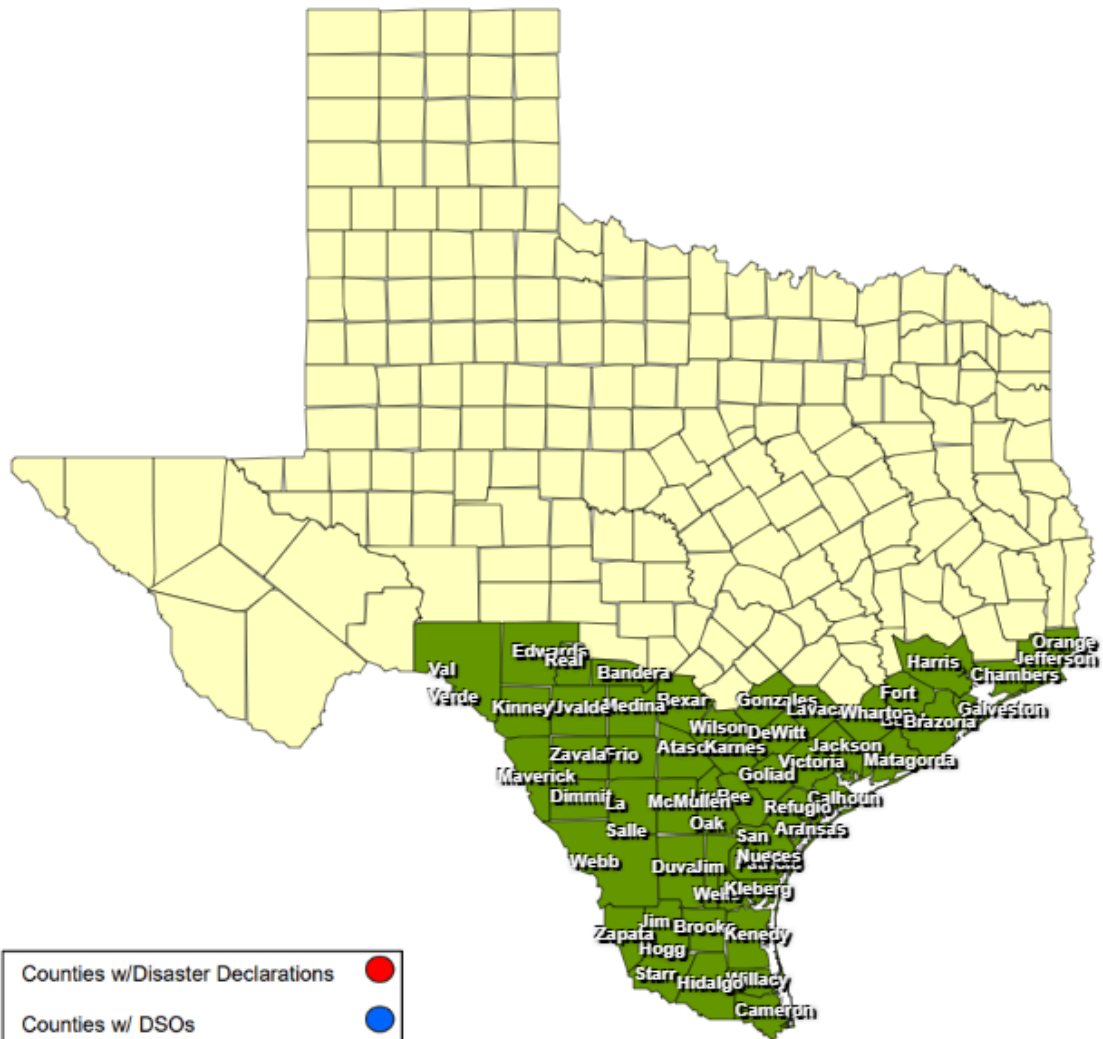 Orange
Edwards
Real
Harris
Jefferson
Val
Bandera
Chambers
Verde
Kinney
Uvalde
Medina
Bexar
Gonzales
Lavaca
Fort
Wharton
Brazoria
Galveston
Wilson
DeWitt
Zavala
Frio
Karnes
Jackson
Victoria
Matagorda
Maverick
Goliad
Dimmit
La
McMullen
Bee
Refugio
Calhoun
Salle
Oak
San
Aransas
Webb
Duval
Jim
Nueces
Kleberg
Zapata
Jim
Brooks
Kenedy
Hogg
Starr
Hidalgo
Willacy
Cameron
Counties w/Disaster Declarations
Counties w/ DSOs